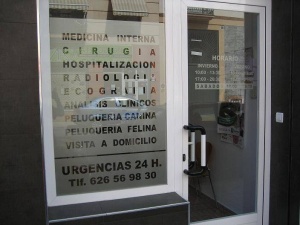 MEDICINA INTERNA
CIRUGIA
HOSPITALIZACION
RADIOLOGIA
ECOGRAFIA
ANALISIS CLINICOS
PELUQUERIA CANINA
PELUQUERIA FELINA
VISITA A DOMICILIO
URGENCIAS 24 H.
Tlf. 626 56 98 30
HORARIO